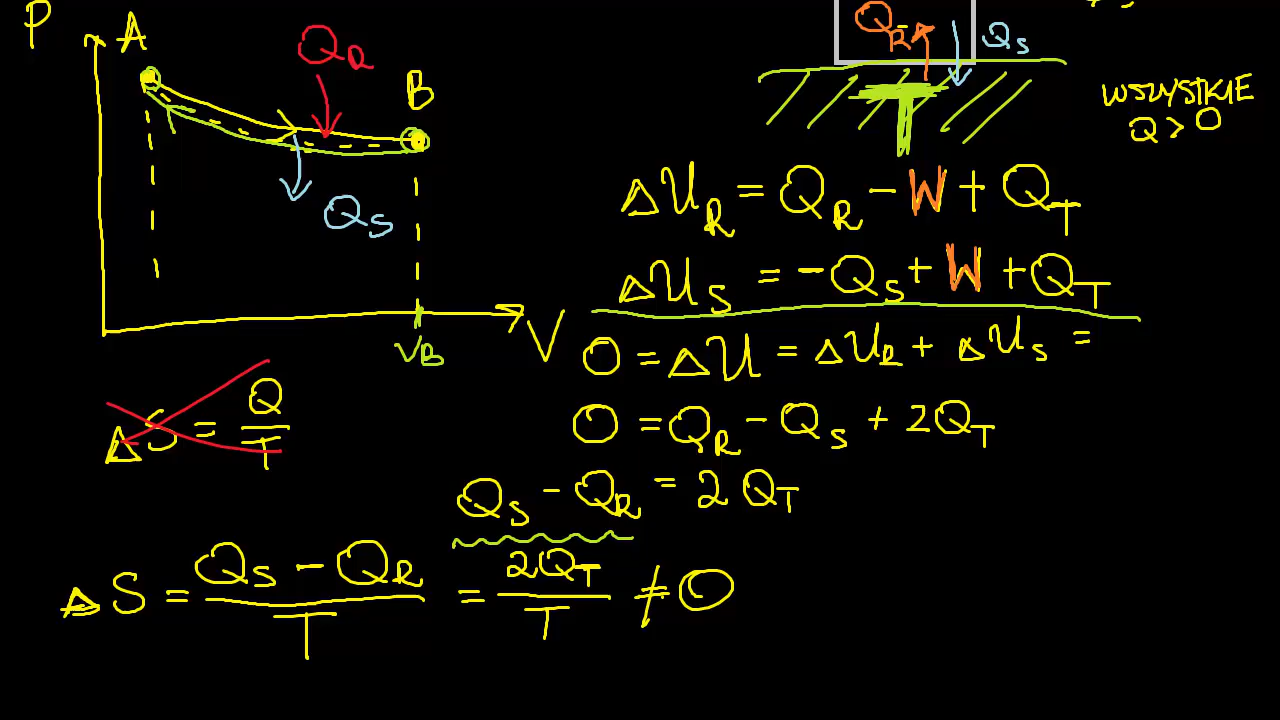 P
A
Q_R
B
Q_S
V_B
V
Q_R
Q_S
WSZYSTKIE
Q > 0
ΔU_R = Q_R - W + Q_T
ΔU_S = -Q_S + W + Q_T
0 = ΔU = ΔU_R + ΔU_S =
0 = Q_R - Q_S + 2Q_T
Q_S - Q_R = 2Q_T
ΔS = Q/T
ΔS = (Q_S - Q_R)/T = 2Q_T/T ≠ 0